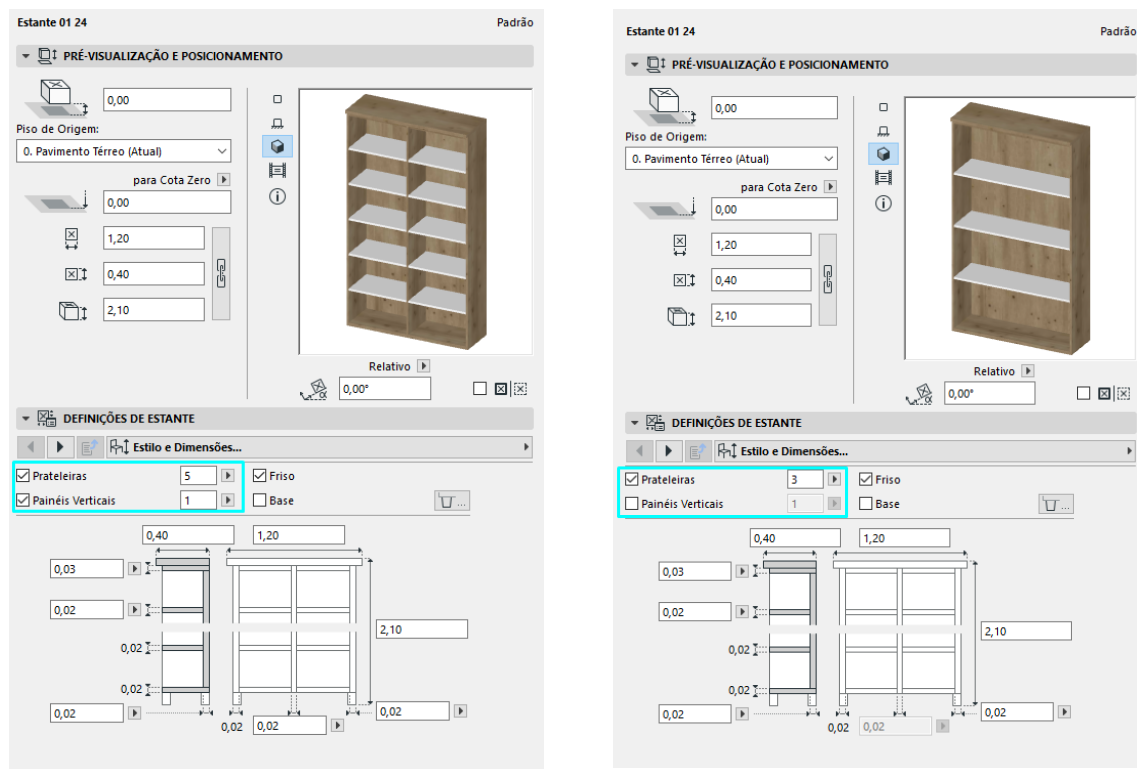 Estante 01 24
Padrão
PRÉ-VISUALIZAÇÃO E POSICIONAMENTO
0,00
Piso de Origem:
0. Pavimento Térreo (Atual)
para Cota Zero
0,00
1,20
0,40
2,10
Relativo
α
0,00°
DEFINIÇÕES DE ESTANTE
Estilo e Dimensões...
Prateleiras
5
Friso
Painéis Verticais
1
Base
...
0,40
1,20
0,03
0,02
2,10
0,02
0,02
0,02
0,02
0,02
0,02
Estante 01 24
Padrão
PRÉ-VISUALIZAÇÃO E POSICIONAMENTO
0,00
Piso de Origem:
0. Pavimento Térreo (Atual)
para Cota Zero
0,00
1,20
0,40
2,10
Relativo
α
0,00°
DEFINIÇÕES DE ESTANTE
Estilo e Dimensões...
Prateleiras
3
Friso
Painéis Verticais
1
Base
...
0,40
1,20
0,03
0,02
2,10
0,02
0,02
0,02
0,02
0,02
0,02